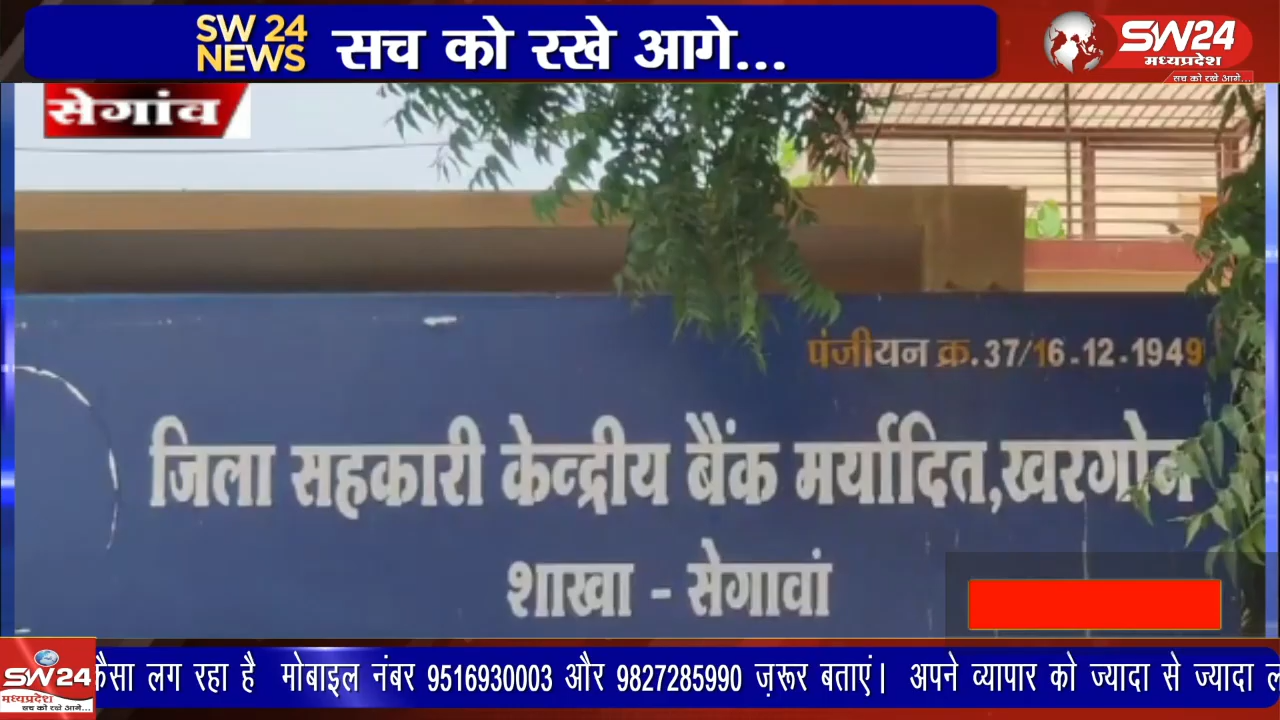 SW 24
NEWS
सच को रखे आगे...
SW24
मध्यप्रदेश
सच को रखे आगे...
सेगांव
पंजीयन क्र. 37/16-12-1949
जिला सहकारी केन्द्रीय बैंक मर्यादित,खरगोन
शाखा - सेगावां
SW24
मध्यप्रदेश
सच को रखे आगे...
कैसा लग रहा है मोबाइल नंबर 9516930003 और 9827285990 ज़रूर बताएं। अपने व्यापार को ज्यादा से ज्यादा